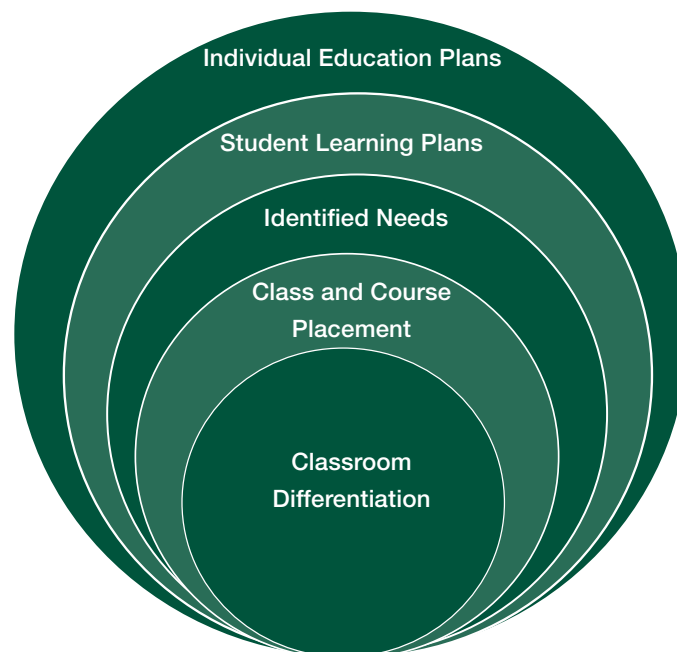 Individual Education Plans
Student Learning Plans
Identified Needs
Class and Course
Placement
Classroom
Differentiation